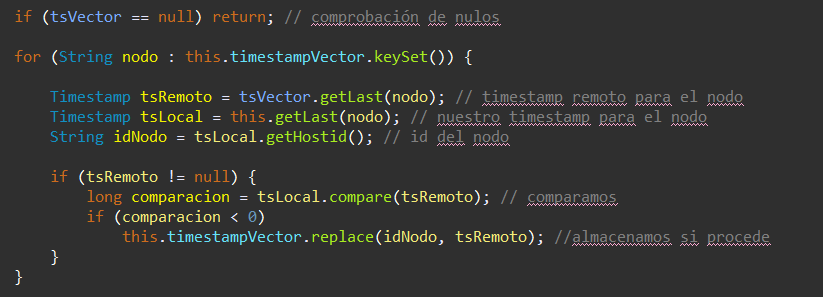 if (tsVector == null) return; // comprobación de nulos
for (String nodo : this.timestampVector.keySet()) {
Timestamp tsRemoto = tsVector.getLast(nodo); // timestamp remoto para el nodo
Timestamp tsLocal = this.getLast(nodo); // nuestro timestamp para el nodo
String idNodo = tsLocal.getHostid(); // id del nodo
if (tsRemoto != null) {
long comparacion = tsLocal.compare(tsRemoto); // comparamos
if (comparacion < 0)
this.timestampVector.replace(idNodo, tsRemoto); //almacenamos si procede
}
}